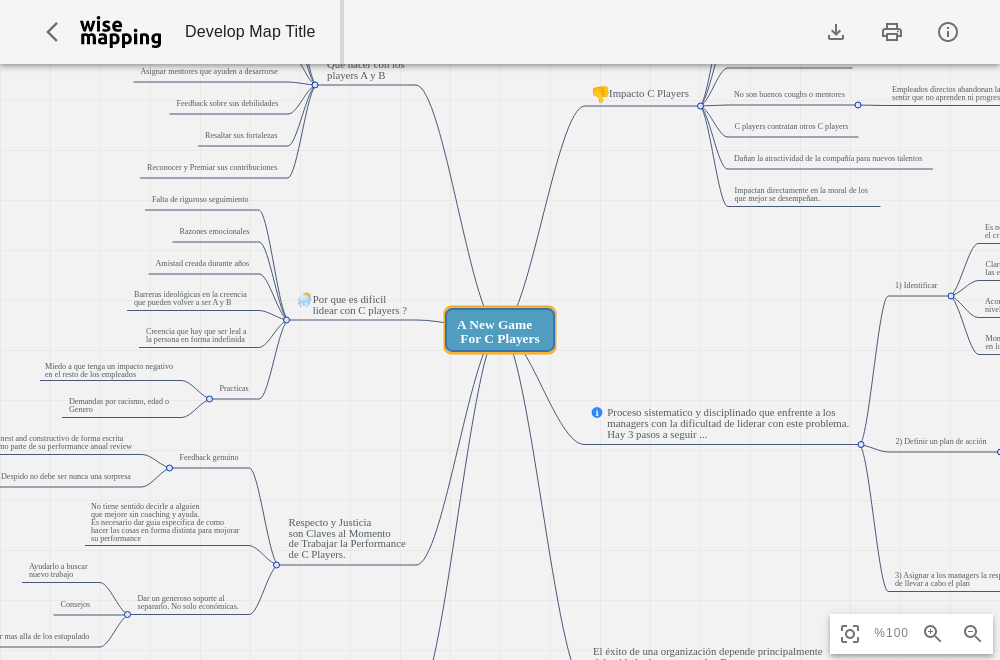 wise
mapping
Develop Map Title
Que hacer con los
players A y B
Asignar mentores que ayuden a desarrorse
Feedback sobre sus debilidades
Resaltar sus fortalezas
Reconocer y Premiar sus contribuciones
Impacto C Players
No son buenos coughs o mentores
Empleados directos abandonan la
sentir que no aprenden ni progres
C players contratan otros C players
Dañan la atractividad de la compañía para nuevos talentos
Impactan directamente en la moral de los
que mejor se desempeñan.
Falta de riguroso seguimiento
Razones emocionales
Amistad creada durante años
Barreras ideológicas en la creencia
que pueden volver a ser A y B
Creencia que hay que ser leal a
la persona en forma indefinida
Por que es dificil
lidear con C players ?
Practicas
Miedo a que tenga un impacto negativo
en el resto de los empleados
Demandas por racismo, edad o
Genero
A New Game
For C Players
1) Identificar
Es n
el cr
Clar
las e
Acor
nivel
Mon
en lo
Proceso sistematico y disciplinado que enfrente a los
managers con la dificultad de liderar con este problema.
Hay 3 pasos a seguir ...
2) Definir un plan de acción
3) Asignar a los managers la resp
de llevar a cabo el plan
Feedback genuino
nest and constructivo de forma escrita
mo parte de su performance anual review
Despido no debe ser nunca una sorpresa
No tiene sentido decirle a alguien
que mejore sin coaching y ayuda.
Es necesario dar guia especifica de como
hacer las cosas en forma distinta para mojorar
su performance
Respecto y Justicia
son Claves al Momento
de Trabajar la Performance
de C Players.
Ayudarlo a buscar
nuevo trabajo
Consejos
r mas alla de los estupulado
Dar un generoso soporte al
separarlo. No solo económicas.
El éxito de una organización depende principalmente
%100